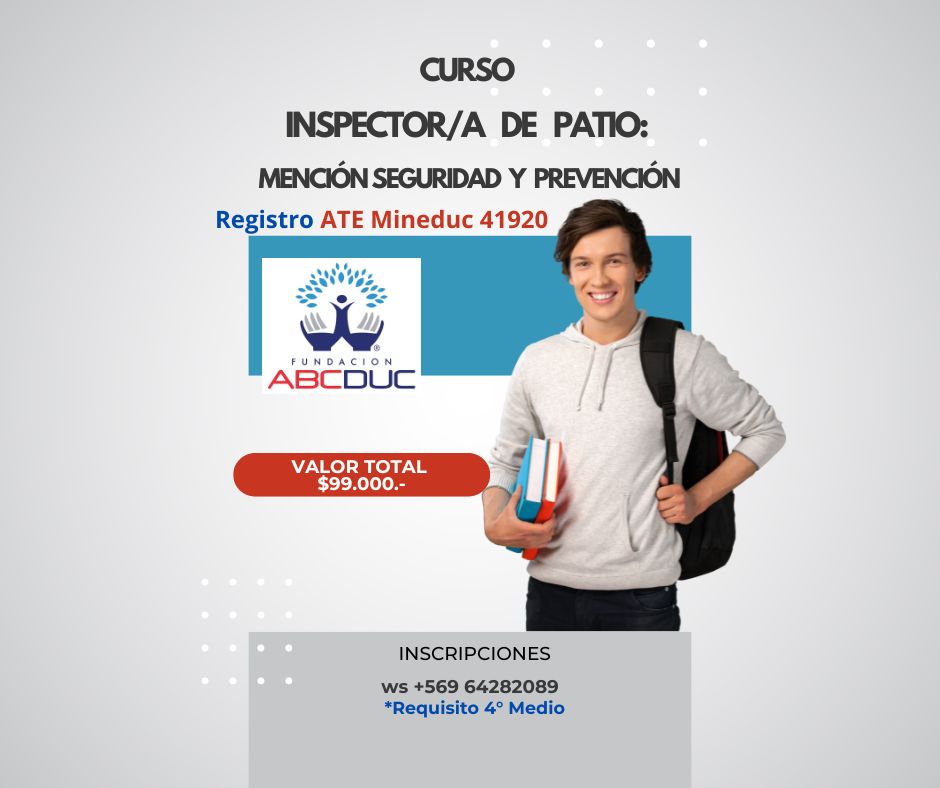 CURSO
INSPECTOR/A DE PATIO:
MENCIÓN SEGURIDAD Y PREVENCIÓN
Registro ATE Mineduc 41920
®
FUNDACION
ABCDUC
VALOR TOTAL
$99.000.-
INSCRIPCIONES
ws +569 64282089
*Requisito 4° Medio